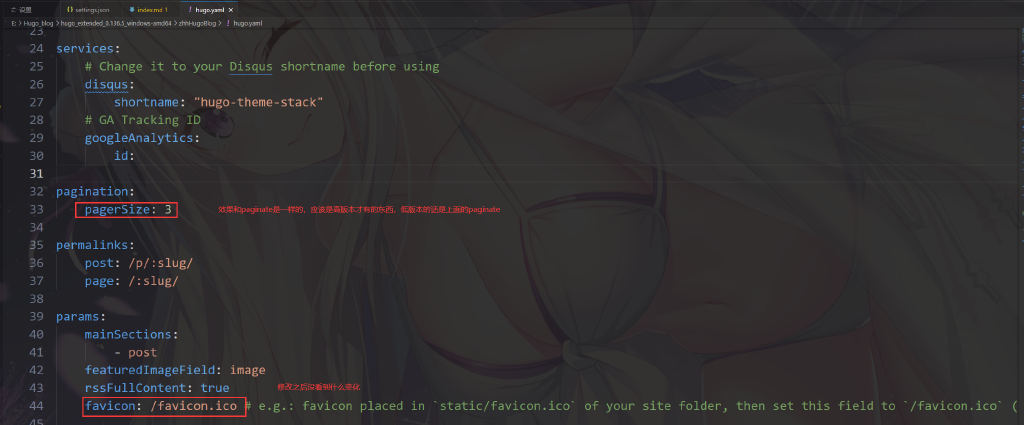 设置 settings.json index.md 1 hugo.yaml
E: > Hugo_blog > hugo_extended_0.136.5_windows-amd64 > zhhHugoBlog > hugo.yaml
23
24 services:
25 # Change it to your Disqus shortname before using
26 disqus:
27 shortname: "hugo-theme-stack"
28 # GA Tracking ID
29 googleAnalytics:
30 id:
31
32 pagination:
33 pagerSize: 3 效果和paginate是一样的，应该是高版本才有的东西，低版本的还是上面的paginate
34
35 permalinks:
36 post: /p/:slug/
37 page: /:slug/
38
39 params:
40 mainSections:
41 - post
42 featuredImageField: image
43 rssFullContent: true 修改之后没看到什么变化
44 favicon: /favicon.ico # e.g.: favicon placed in `static/favicon.ico` of your site folder, then set this field to `/favicon.ico` (